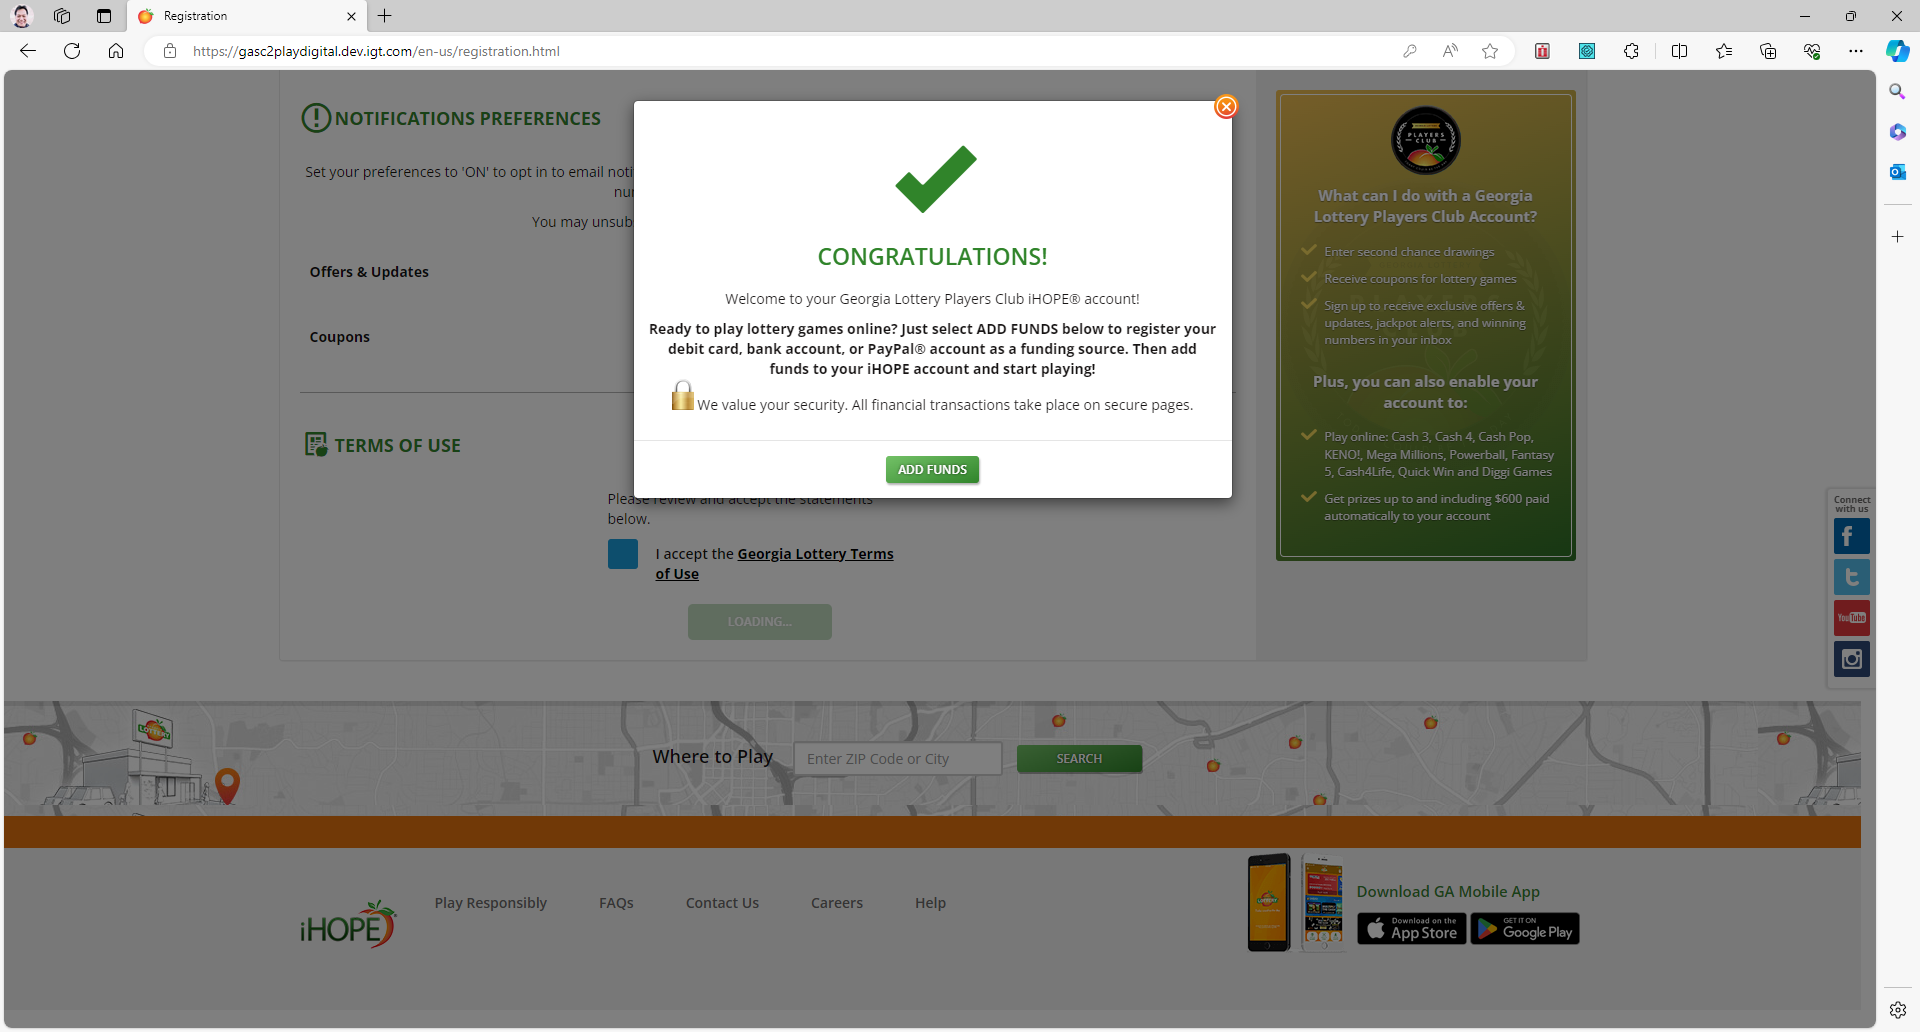 Registration
https://gasc2playdigital.dev.igt.com/en-us/registration.html
NOTIFICATIONS PREFERENCES
Set your preferences to 'ON' to opt in to email noti
nu
You may unsub
Offers & Updates
Coupons
CONGRATULATIONS!
Welcome to your Georgia Lottery Players Club iHOPE® account!
Ready to play lottery games online? Just select ADD FUNDS below to register your
debit card, bank account, or PayPal® account as a funding source. Then add
funds to your iHOPE account and start playing!
We value your security. All financial transactions take place on secure pages.
ADD FUNDS
TERMS OF USE
Please review and accept the statements
below.
I accept the Georgia Lottery Terms
of Use
LOADING...
PLAYERS
CLUB
What can I do with a Georgia
Lottery Players Club Account?
Enter second chance drawings
Receive coupons for lottery games
Sign up to receive exclusive offers &
updates, jackpot alerts, and winning
numbers in your inbox
Plus, you can also enable your
account to:
Play online: Cash 3, Cash 4, Cash Pop,
KENO!, Mega Millions, Powerball, Fantasy
5, Cash4Life, Quick Win and Diggi Games
Get prizes up to and including $600 paid
automatically to your account
Connect
with us
YouTube
LOTTERY
Where to Play
Enter ZIP Code or City
SEARCH
iHOPE
Play Responsibly
FAQs
Contact Us
Careers
Help
Download GA Mobile App
Download on the
App Store
GET IT ON
Google Play